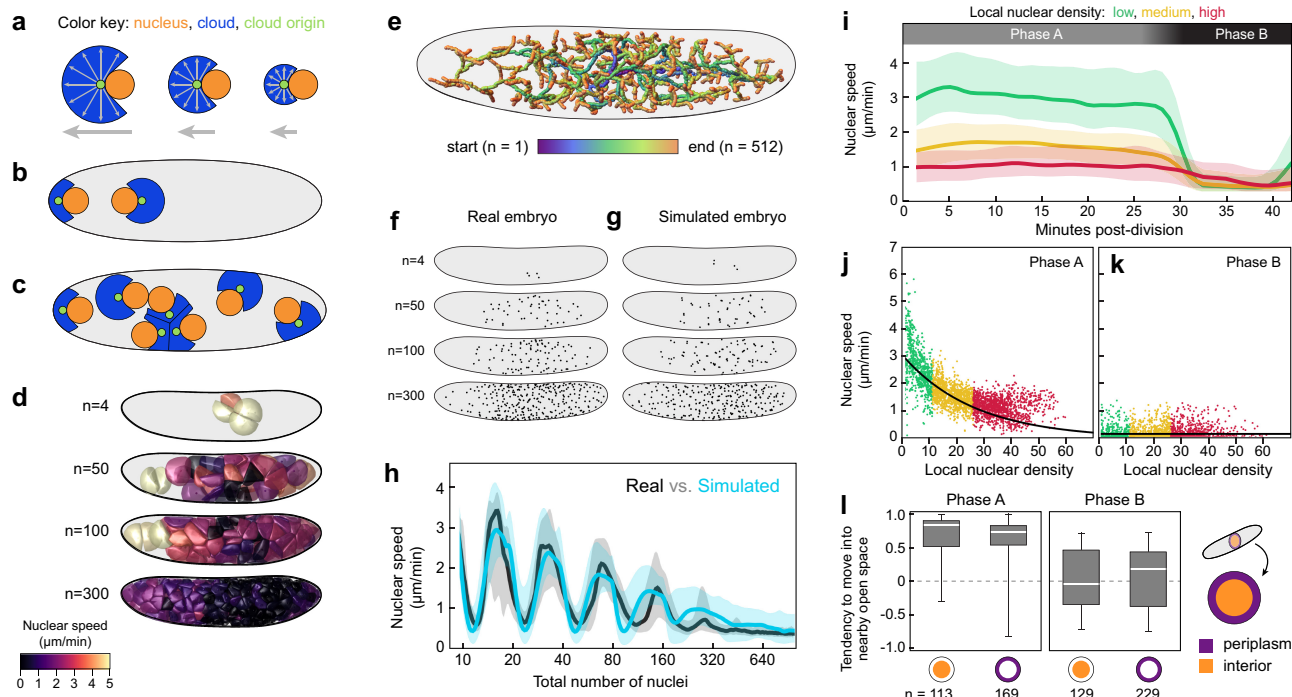 a
Color key: nucleus, cloud, cloud origin
b
c
d
n=4
n=50
n=100
n=300
Nuclear speed
(µm/min)
0 1 2 3 4 5
e
start (n = 1)
end (n = 512)
f
Real embryo
g
Simulated embryo
n=4
n=50
n=100
n=300
h
Real vs. Simulated
Nuclear speed
(µm/min)
4
3
2
1
0
10 20 40 80 160 320 640
Total number of nuclei
i
Local nuclear density: low, medium, high
Phase A
Phase B
Nuclear speed
(µm/min)
4
3
2
1
0
0 5 10 15 20 25 30 35 40
Minutes post-division
j
Phase A
Nuclear speed
(µm/min)
7
6
5
4
3
2
1
0
0 10 20 30 40 50 60
Local nuclear density
k
Phase B
0 10 20 30 40 50 60
Local nuclear density
l
Phase A
Phase B
Tendency to move into
nearby open space
1.0
0.5
0
-0.5
-1.0
n = 113 169 129 229
periplasm
interior